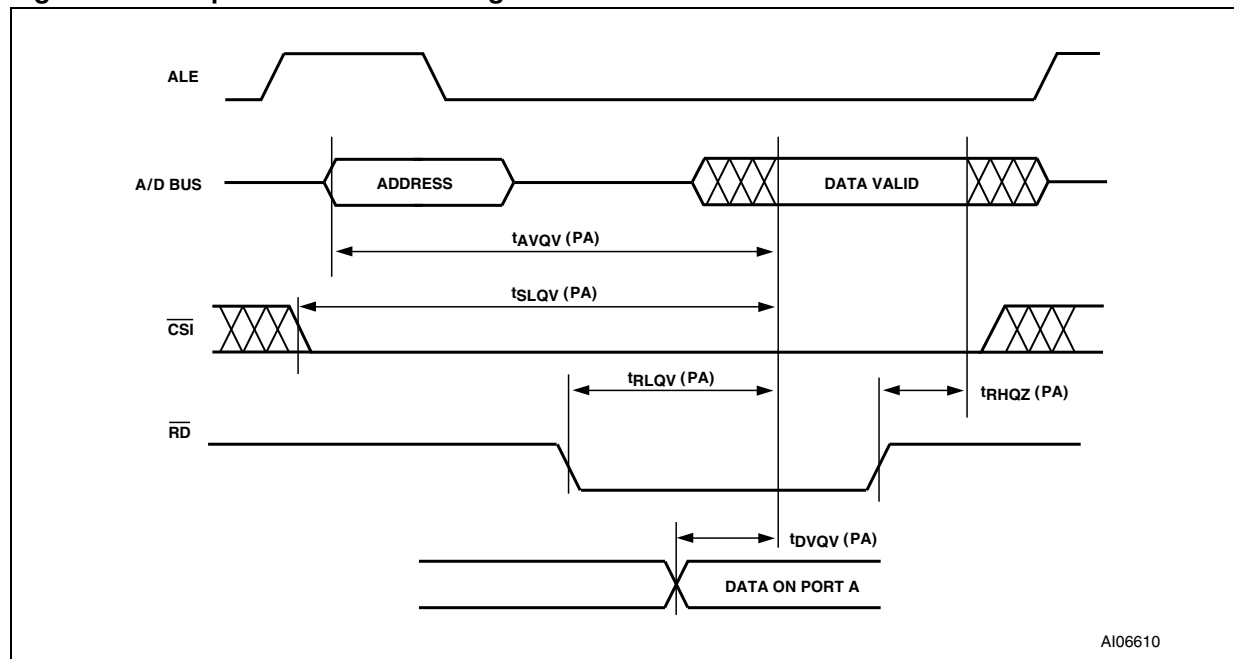 ALE
A/D BUS
ADDRESS
DATA VALID
tAVQV (PA)
tSLQV (PA)
CSI
tRLQV (PA)
tRHQZ (PA)
RD
tDVQV (PA)
DATA ON PORT A
AI06610